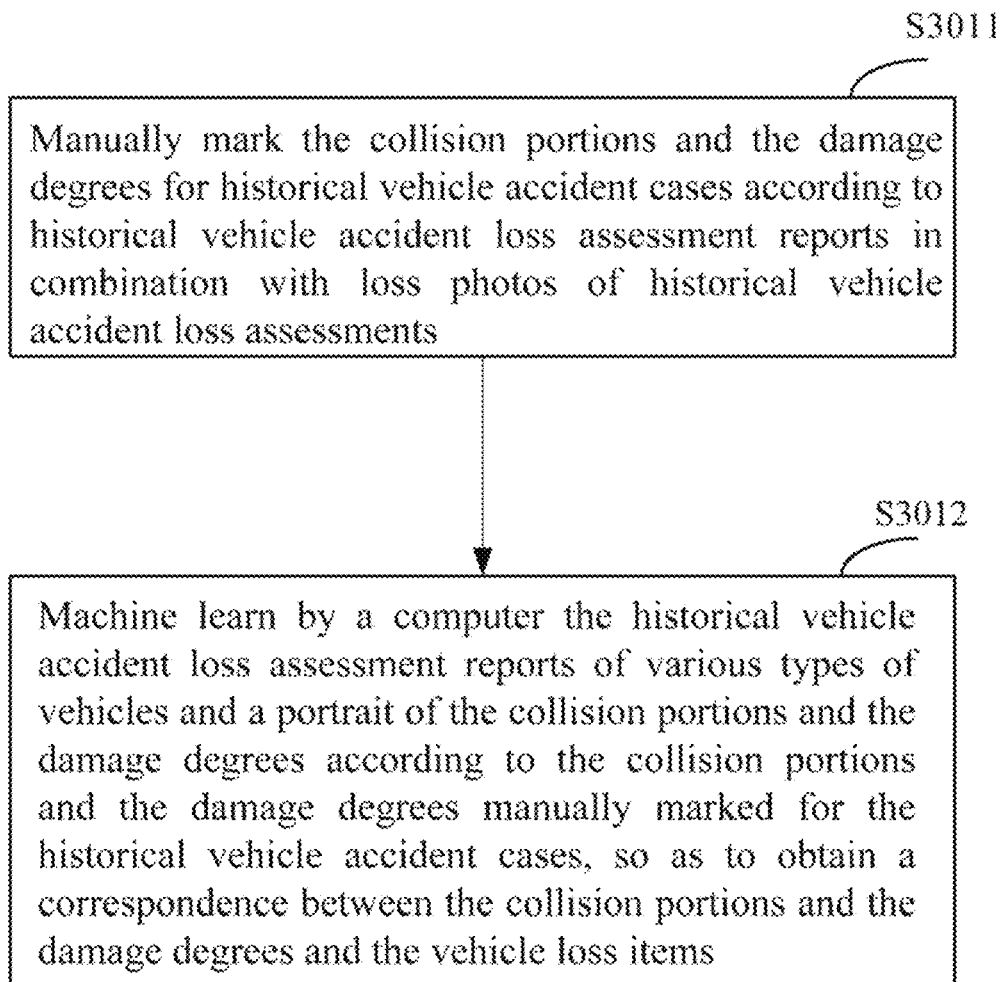 S3011
Manually mark the collision portions and the damage
degrees for historical vehicle accident cases according to
historical vehicle accident loss assessment reports in
combination with loss photos of historical vehicle
accident loss assessments
S3012
Machine learn by a computer the historical vehicle
accident loss assessment reports of various types of
vehicles and a portrait of the collision portions and the
damage degrees according to the collision portions
and the damage degrees manually marked for the
historical vehicle accident cases, so as to obtain a
correspondence between the collision portions and the
damage degrees and the vehicle loss items